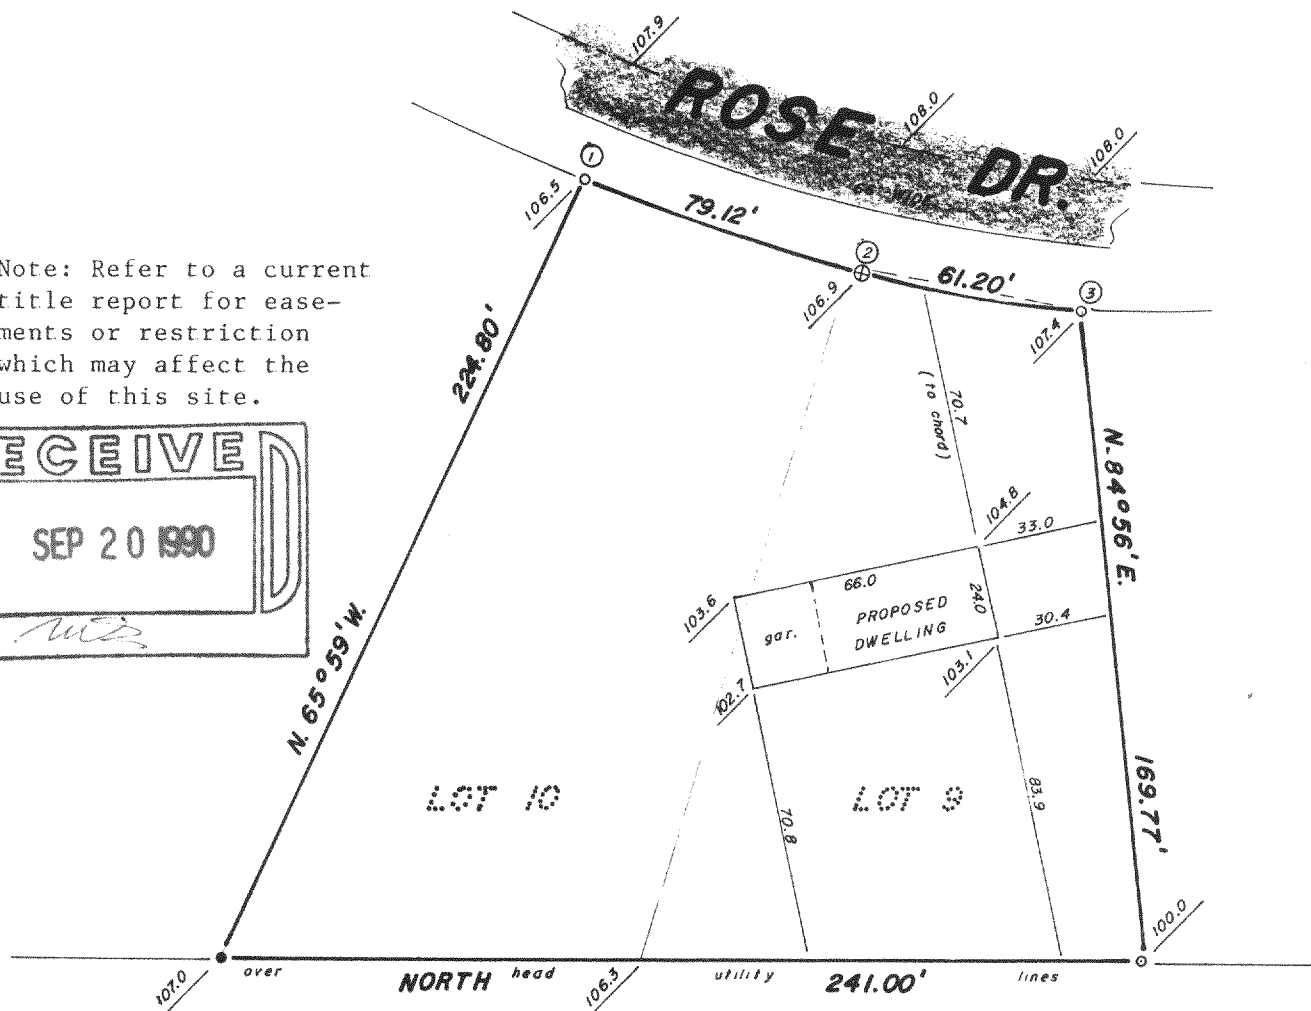 107.9
ROSE DR.
108.0
108.0
1
106.5
79.12'
2
106.9
61.20'
3
107.4
Note: Refer to a current
title report for ease-
ments or restriction
which may affect the
use of this site.
ECEIVED
SEP 20 1990
224.80'
N. 65°59'W.
70.7
(to chord)
N. 84°56'E.
104.8
33.0
66.0
103.6
gar.
PROPOSED
DWELLING
24.0
30.4
103.1
102.7
LOT 10
LOT 9
70.8
83.9
169.77'
100.0
107.0
over head utility lines
NORTH 241.00'
106.3